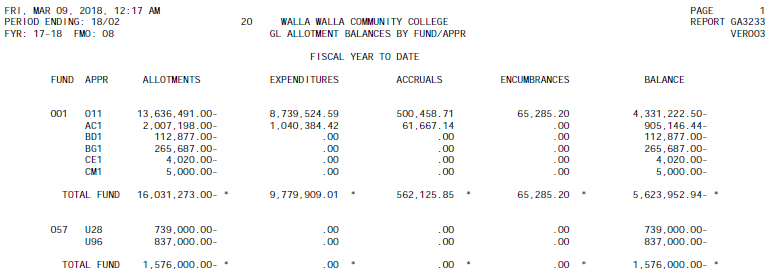 FRI, MAR 09, 2018, 12:17 AM PAGE 1
PERIOD ENDING: 18/02 20 WALLA WALLA COMMUNITY COLLEGE REPORT GA3233
FYR: 17-18 FMO: 08 GL ALLOTMENT BALANCES BY FUND/APPR VER003
FISCAL YEAR TO DATE
FUND APPR ALLOTMENTS EXPENDITURES ACCRUALS ENCUMBRANCES BALANCE
001 011 13,636,491.00- 8,739,524.59 500,458.71 65,285.20 4,331,222.50-
AC1 2,007,198.00- 1,040,384.42 61,667.14 .00 905,146.44-
BD1 112,877.00- .00 .00 .00 112,877.00-
BG1 265,687.00- .00 .00 .00 265,687.00-
CE1 4,020.00- .00 .00 .00 4,020.00-
CM1 5,000.00- .00 .00 .00 5,000.00-
TOTAL FUND 16,031,273.00- * 9,779,909.01 * 562,125.85 * 65,285.20 * 5,623,952.94- *
057 U28 739,000.00- .00 .00 .00 739,000.00-
U96 837,000.00- .00 .00 .00 837,000.00-
TOTAL FUND 1,576,000.00- * .00 * .00 * .00 * 1,576,000.00- *